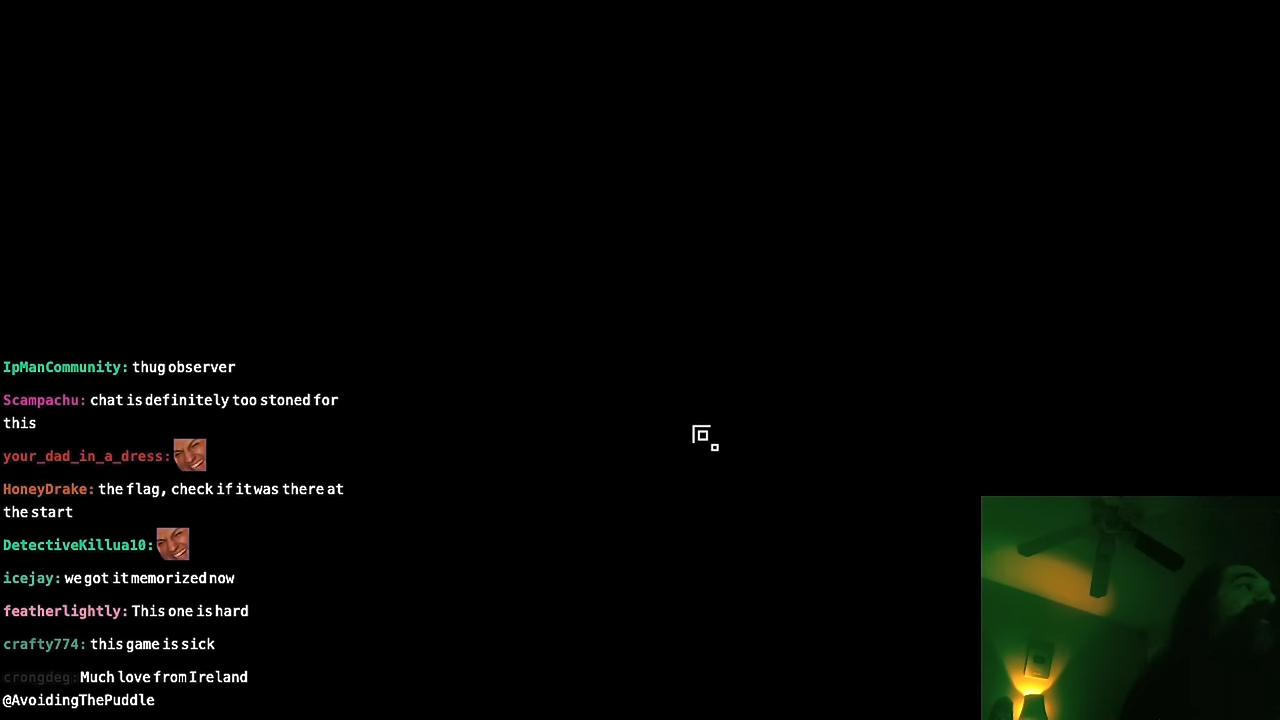 IpManCommunity: thug observer
Scampachu: chat is definitely too stoned for
this
your_dad_in_a_dress:
HoneyDrake: the flag, check if it was there at
the start
DetectiveKillua10:
icejay: we got it memorized now
featherlightly: This one is hard
crafty774: this game is sick
crongdeg: Much love from Ireland
@AvoidingThePuddle